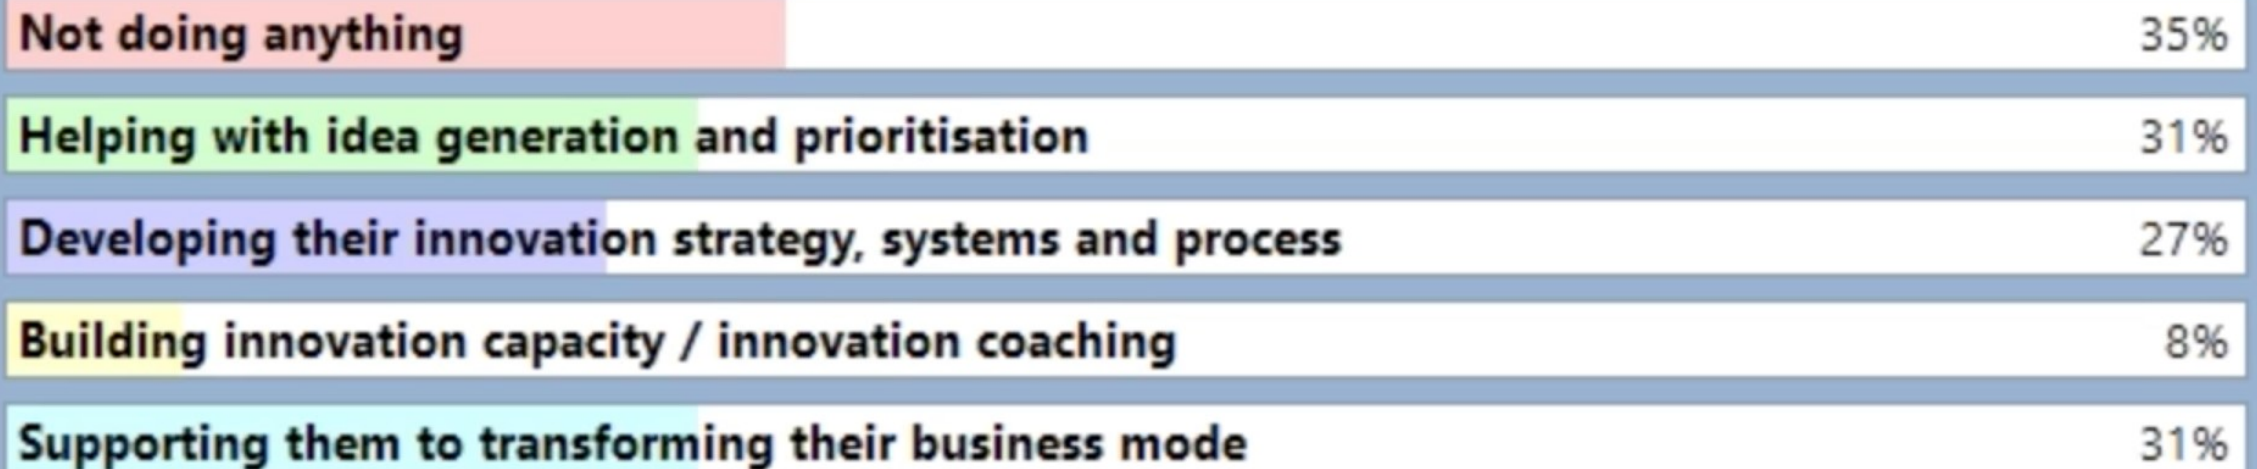 Not doing anything 35%
Helping with idea generation and prioritisation 31%
Developing their innovation strategy, systems and process 27%
Building innovation capacity / innovation coaching 8%
Supporting them to transforming their business mode 31%